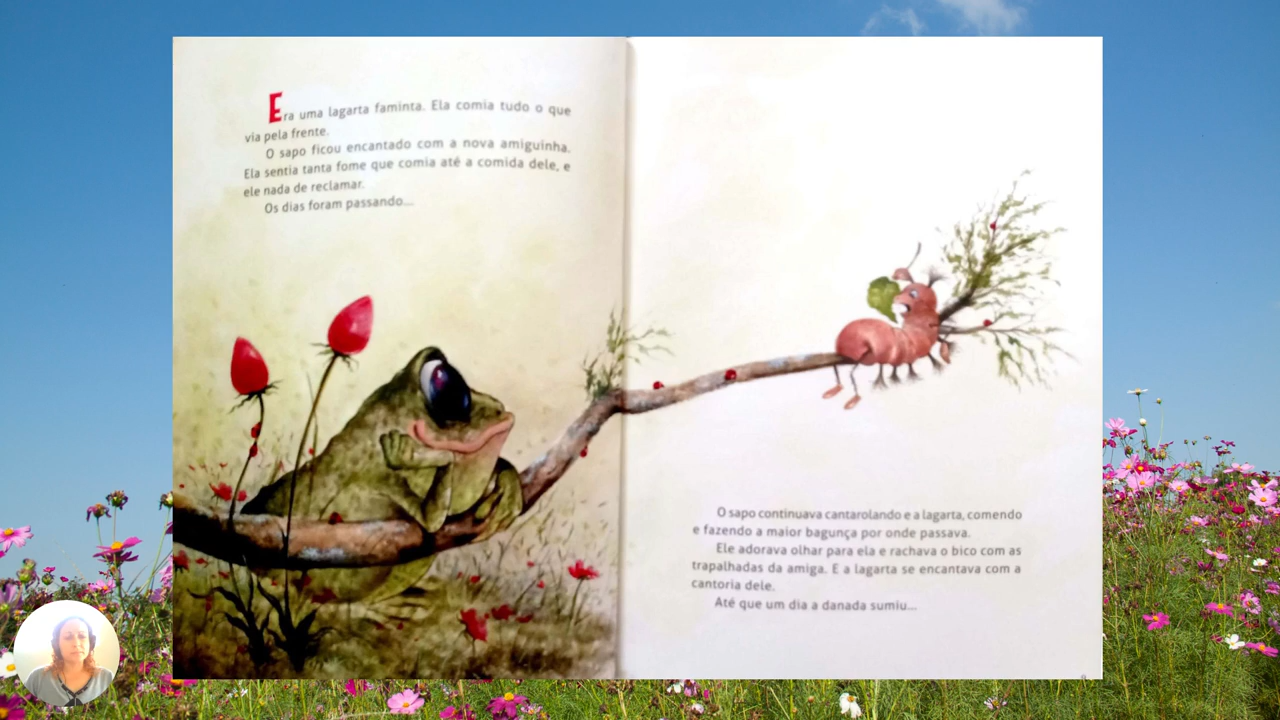 Era uma lagarta faminta. Ela comia tudo o que
via pela frente.
O sapo ficou encantado com a nova amiguinha.
Ela sentia tanta fome que comia até a comida dele, e
ele nada de reclamar.
Os dias foram passando...
O sapo continuava cantarolando e a lagarta, comendo
e fazendo a maior bagunça por onde passava.
Ele adorava olhar para ela e rachava o bico com as
trapalhadas da amiga. E a lagarta se encantava com a
cantoria dele.
Até que um dia a danada sumiu...